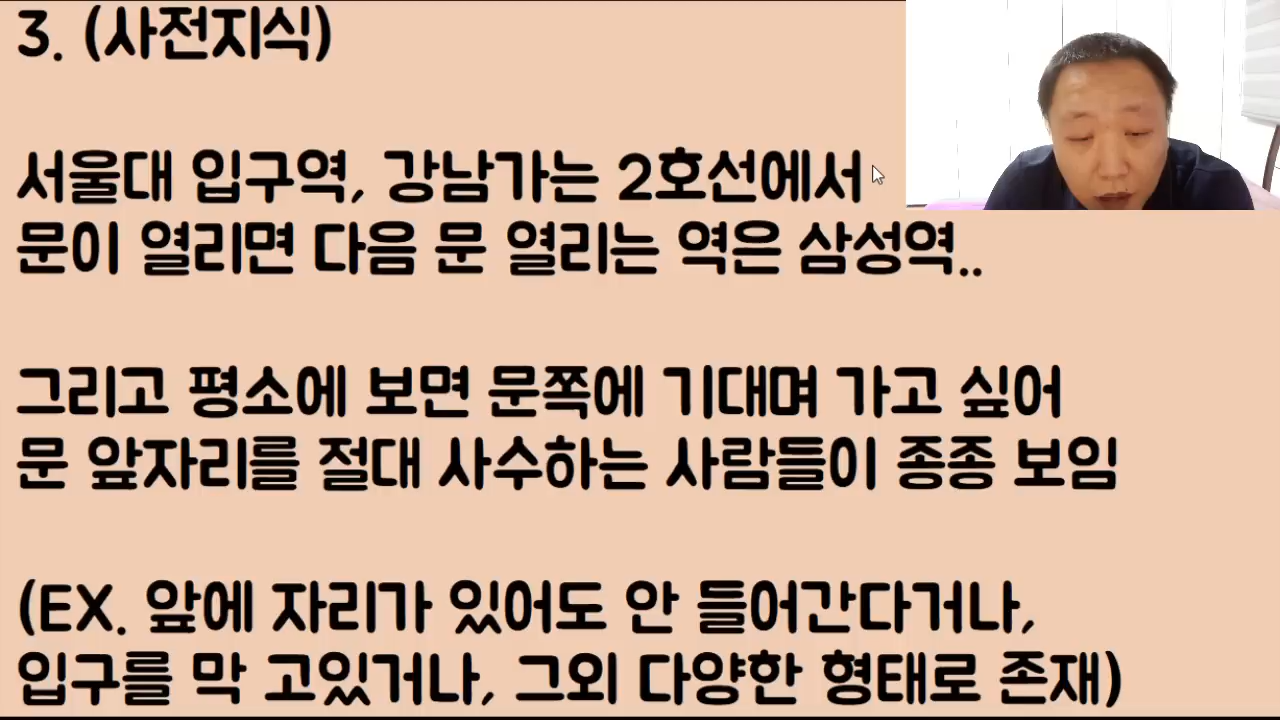 3. (사전지식)
서울대 입구역, 강남가는 2호선에서
문이 열리면 다음 문 열리는 역은 삼성역..
그리고 평소에 보면 문쪽에 기대며 가고 싶어
문 앞자리를 절대 사수하는 사람들이 종종 보임
(EX. 앞에 자리가 있어도 안 들어간다거나,
입구를 막 고있거나, 그외 다양한 형태로 존재)